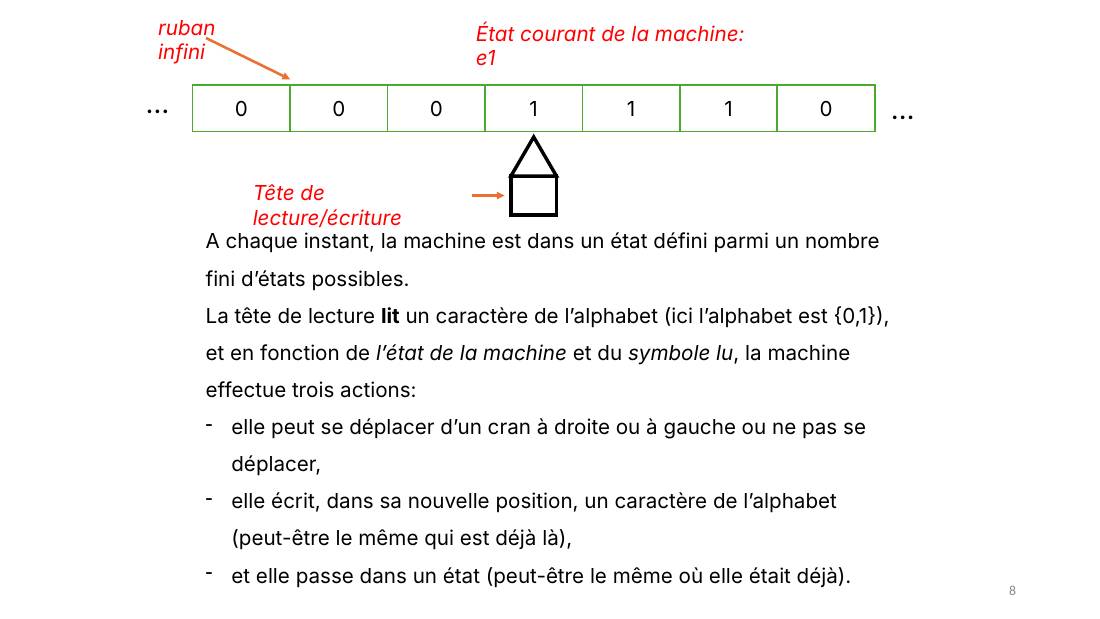 ruban
infini
État courant de la machine:
e1
... 0 0 0 1 1 1 0 ...
Tête de
lecture/écriture
A chaque instant, la machine est dans un état défini parmi un nombre
fini d’états possibles.
La tête de lecture lit un caractère de l’alphabet (ici l’alphabet est {0,1}),
et en fonction de l’état de la machine et du symbole lu, la machine
effectue trois actions:
- elle peut se déplacer d’un cran à droite ou à gauche ou ne pas se
déplacer,
- elle écrit, dans sa nouvelle position, un caractère de l’alphabet
(peut-être le même qui est déjà là),
- et elle passe dans un état (peut-être le même où elle était déjà).
8